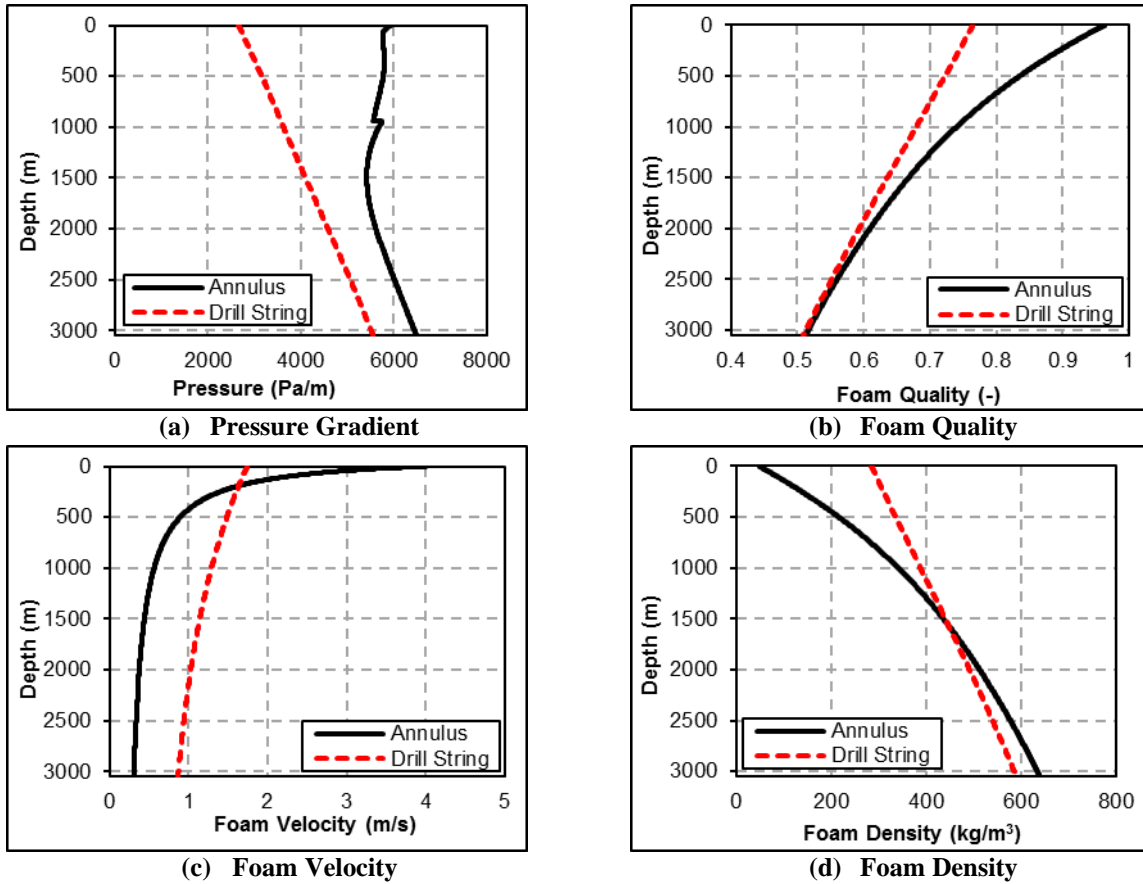 Depth (m)
0
500
1000
1500
2000
2500
3000
Annulus
Drill String
0 2000 4000 6000 8000
Pressure (Pa/m)
(a) Pressure Gradient
Depth (m)
0
500
1000
1500
2000
2500
3000
Annulus
Drill String
0.4 0.5 0.6 0.7 0.8 0.9 1
Foam Quality (-)
(b) Foam Quality
Depth (m)
0
500
1000
1500
2000
2500
3000
Annulus
Drill String
0 1 2 3 4 5
Foam Velocity (m/s)
(c) Foam Velocity
Depth (m)
0
500
1000
1500
2000
2500
3000
Annulus
Drill String
0 200 400 600 800
Foam Density (kg/m³)
(d) Foam Density